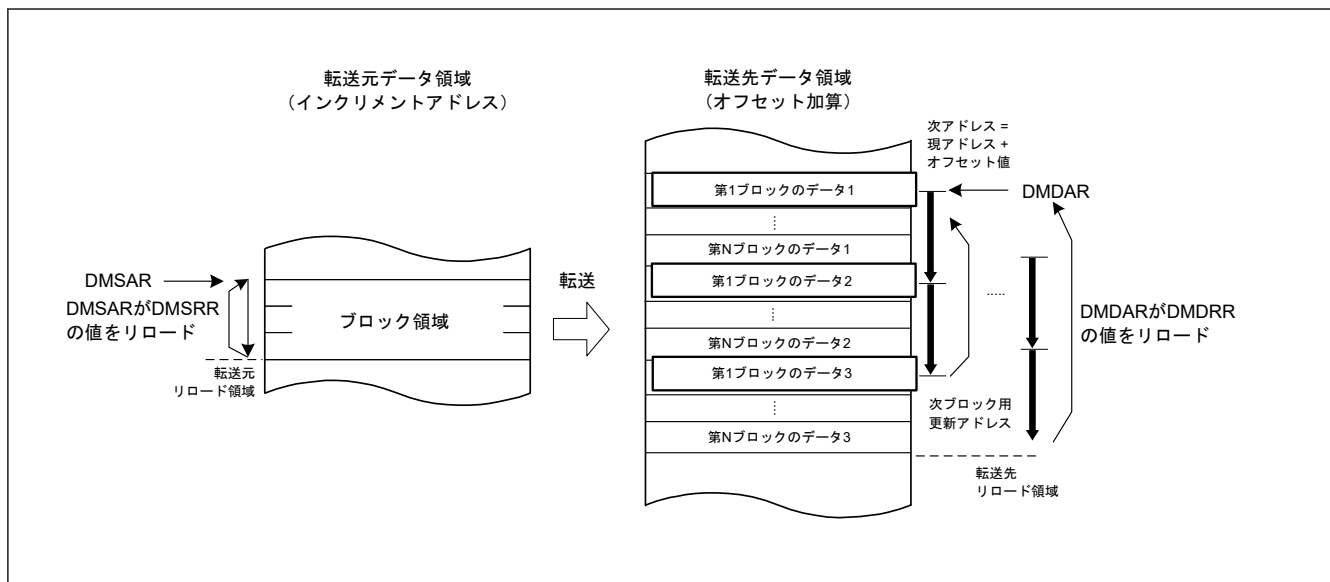 転送元データ領域
（インクリメントアドレス）
DMSAR
DMSARがDMSRR
の値をリロード
転送元
リロード領域
ブロック領域
転送
転送先データ領域
（オフセット加算）
第1ブロックのデータ1
⋮
第Nブロックのデータ1
第1ブロックのデータ2
⋮
第Nブロックのデータ2
第1ブロックのデータ3
⋮
第Nブロックのデータ3
次アドレス =
現アドレス +
オフセット値
DMDAR
.....
DMDARがDMDRR
の値をリロード
次ブロック用
更新アドレス
転送先
リロード領域